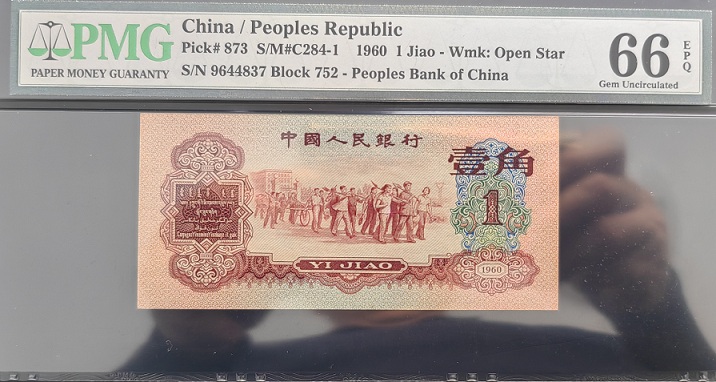 PMG
PAPER MONEY GUARANTY
China / Peoples Republic
Pick# 873 S/M#C284-1 1960 1 Jiao - Wmk: Open Star
S/N 9644837 Block 752 - Peoples Bank of China
66 EPQ
Gem Uncirculated
中國人民銀行
壹角
1
YI JIAO
1960